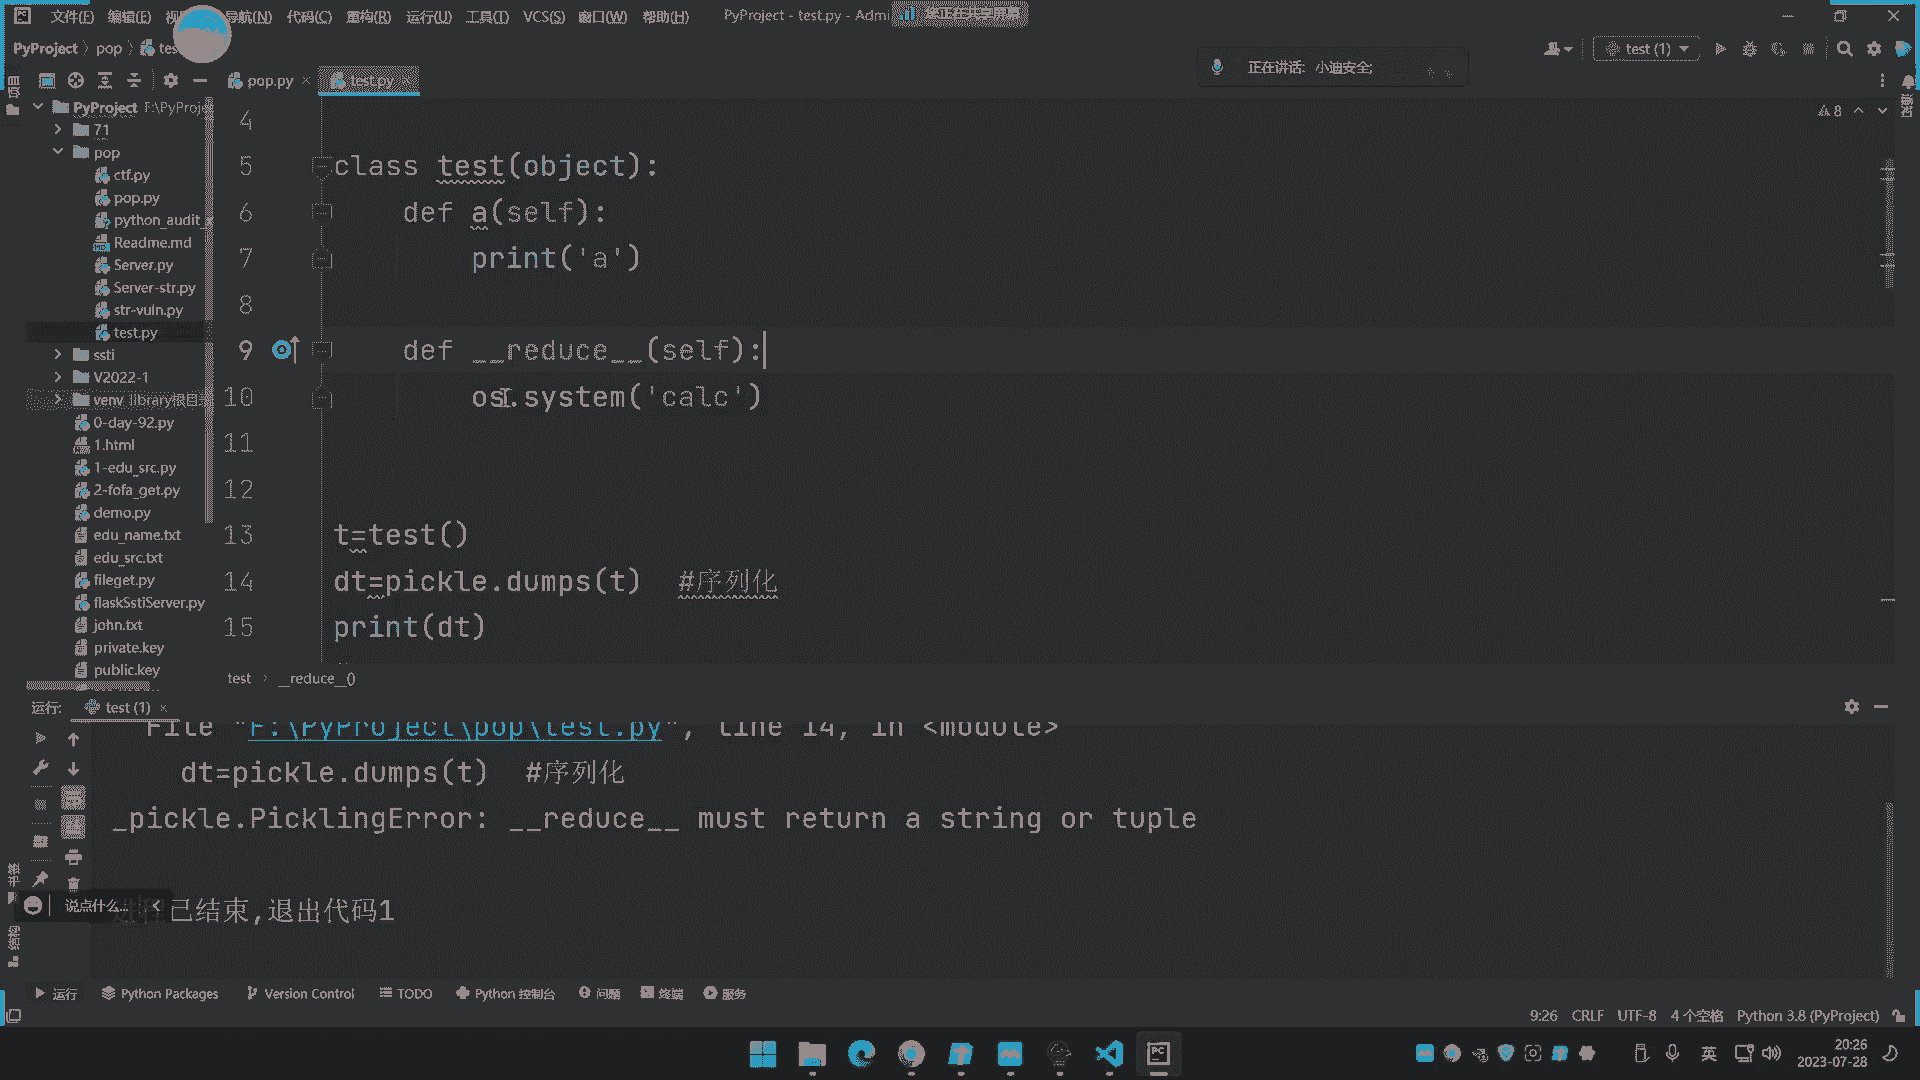 文件(F) 编辑(E) 导航(N) 代码(C) 重构(R) 运行(U) 工具(T) VCS(S) 窗口(W) 帮助(H) PyProject - test.py - Admi 您正在共享屏幕
PyProject pop test (1)
正在讲话: 小迪安全;
项目
pop.py test.py
PyProject F:\PyProje
8
71
pop
ctf.py
pop.py
python_audit_
Readme.md
Server.py
Server-str.py
str-vuln.py
test.py
ssti
V2022-1
venv library根目
0-day-92.py
1.html
1-edu_src.py
2-fofa_get.py
demo.py
edu_name.txt
edu_src.txt
fileget.py
flaskSstiServer.py
john.txt
private.key
public.key
4
5 class test(object):
6 def a(self):
7 print('a')
8
9 def __reduce__(self):
10 os.system('calc')
11
12
13 t=test()
14 dt=pickle.dumps(t) #序列化
15 print(dt)
test __reduce__()
运行: test (1)
File "F:\PyProject\pop\test.py", line 14, in <module>
dt=pickle.dumps(t) #序列化
_pickle.PicklingError: __reduce__ must return a string or tuple
说点什么...
进程已结束,退出代码1
书签
结构
运行 Python Packages Version Control TODO Python 控制台 问题 终端 服务
9:26 CRLF UTF-8 4 个空格 Python 3.8 (PyProject)
英
20:26
2023-07-28